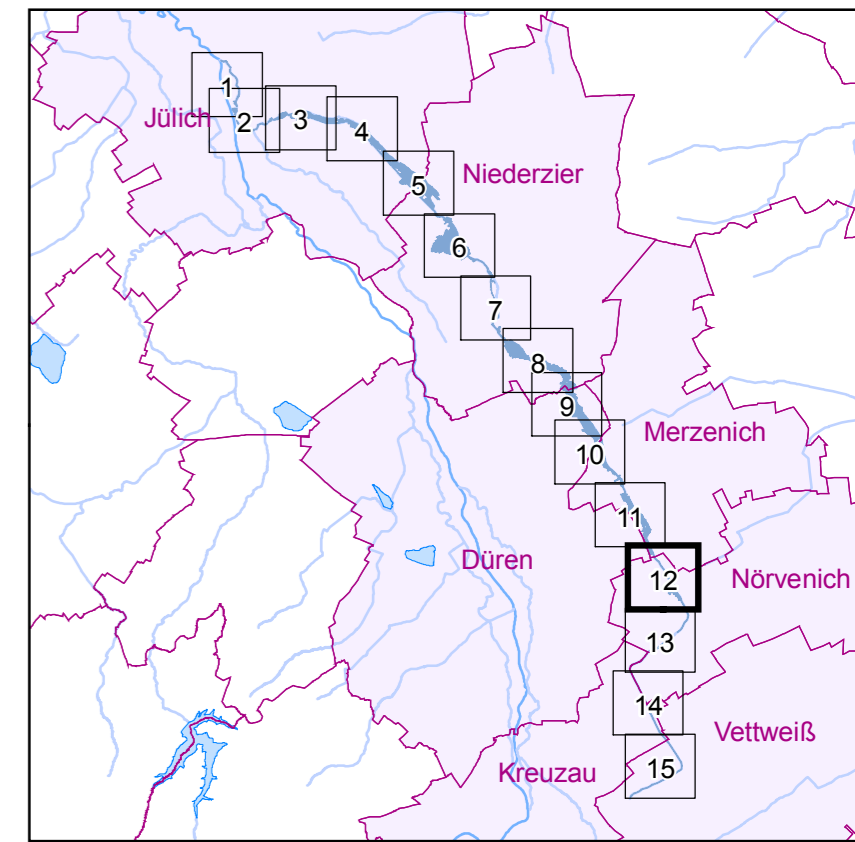 1
Jülich
2
3
4
5
Niederzier
6
7
8
9
Merzenich
10
11
Düren
12
Nörvenich
13
14
Vettweiß
Kreuzau
15